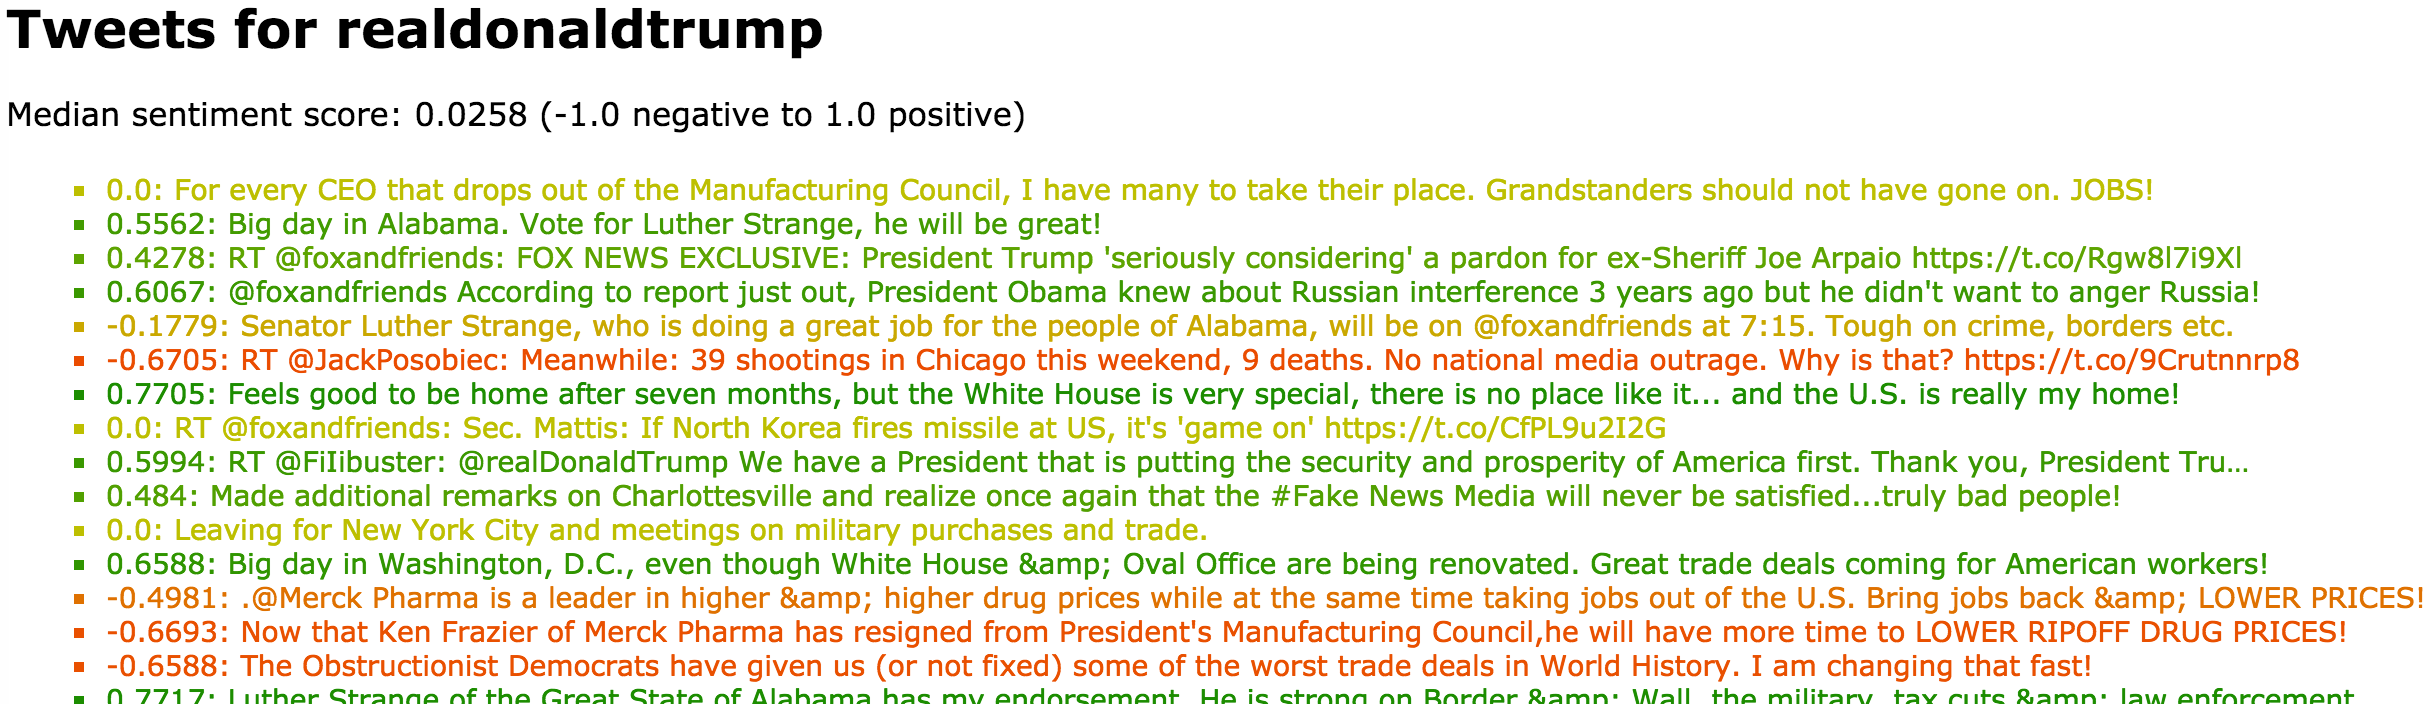 Tweets for realdonaldtrump
Median sentiment score: 0.0258 (-1.0 negative to 1.0 positive)
0.0: For every CEO that drops out of the Manufacturing Council, I have many to take their place. Grandstanders should not have gone on. JOBS!
0.5562: Big day in Alabama. Vote for Luther Strange, he will be great!
0.4278: RT @foxandfriends: FOX NEWS EXCLUSIVE: President Trump 'seriously considering' a pardon for ex-Sheriff Joe Arpaio https://t.co/Rgw8l7i9Xl
0.6067: @foxandfriends According to report just out, President Obama knew about Russian interference 3 years ago but he didn't want to anger Russia!
-0.1779: Senator Luther Strange, who is doing a great job for the people of Alabama, will be on @foxandfriends at 7:15. Tough on crime, borders etc.
-0.6705: RT @JackPosobiec: Meanwhile: 39 shootings in Chicago this weekend, 9 deaths. No national media outrage. Why is that? https://t.co/9Crutnnrp8
0.7705: Feels good to be home after seven months, but the White House is very special, there is no place like it... and the U.S. is really my home!
0.0: RT @foxandfriends: Sec. Mattis: If North Korea fires missile at US, it's 'game on' https://t.co/CfPL9u2I2G
0.5994: RT @FiIibuster: @realDonaldTrump We have a President that is putting the security and prosperity of America first. Thank you, President Tru…
0.484: Made additional remarks on Charlottesville and realize once again that the #Fake News Media will never be satisfied...truly bad people!
0.0: Leaving for New York City and meetings on military purchases and trade.
0.6588: Big day in Washington, D.C., even though White House &amp; Oval Office are being renovated. Great trade deals coming for American workers!
-0.4981: .@Merck Pharma is a leader in higher &amp; higher drug prices while at the same time taking jobs out of the U.S. Bring jobs back &amp; LOWER PRICES!
-0.6693: Now that Ken Frazier of Merck Pharma has resigned from President's Manufacturing Council,he will have more time to LOWER RIPOFF DRUG PRICES!
-0.6588: The Obstructionist Democrats have given us (or not fixed) some of the worst trade deals in World History. I am changing that fast!
0.7717: Luther Strange of the Great State of Alabama has my endorsement. He is strong on Border &amp; Wall, the military, tax cuts &amp; law enforcement.